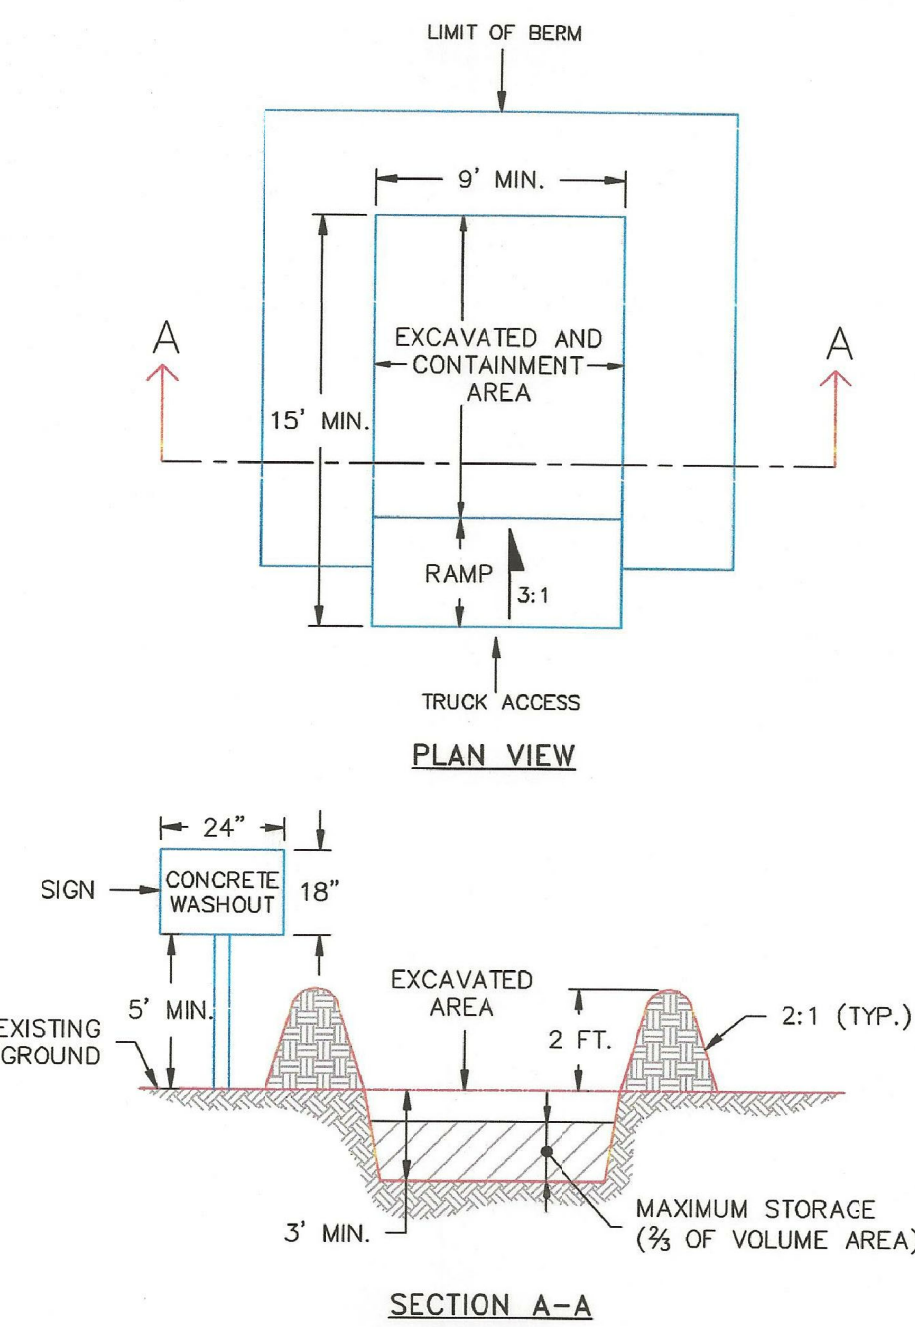 LIMIT OF BERM
9' MIN.
A
A
EXCAVATED AND
CONTAINMENT
AREA
15' MIN.
RAMP
3:1
TRUCK ACCESS
PLAN VIEW
24"
SIGN
CONCRETE
WASHOUT
18"
5' MIN.
EXISTING
GROUND
EXCAVATED
AREA
2 FT.
2:1 (TYP.)
3' MIN.
MAXIMUM STORAGE
(⅔ OF VOLUME AREA)
SECTION A-A